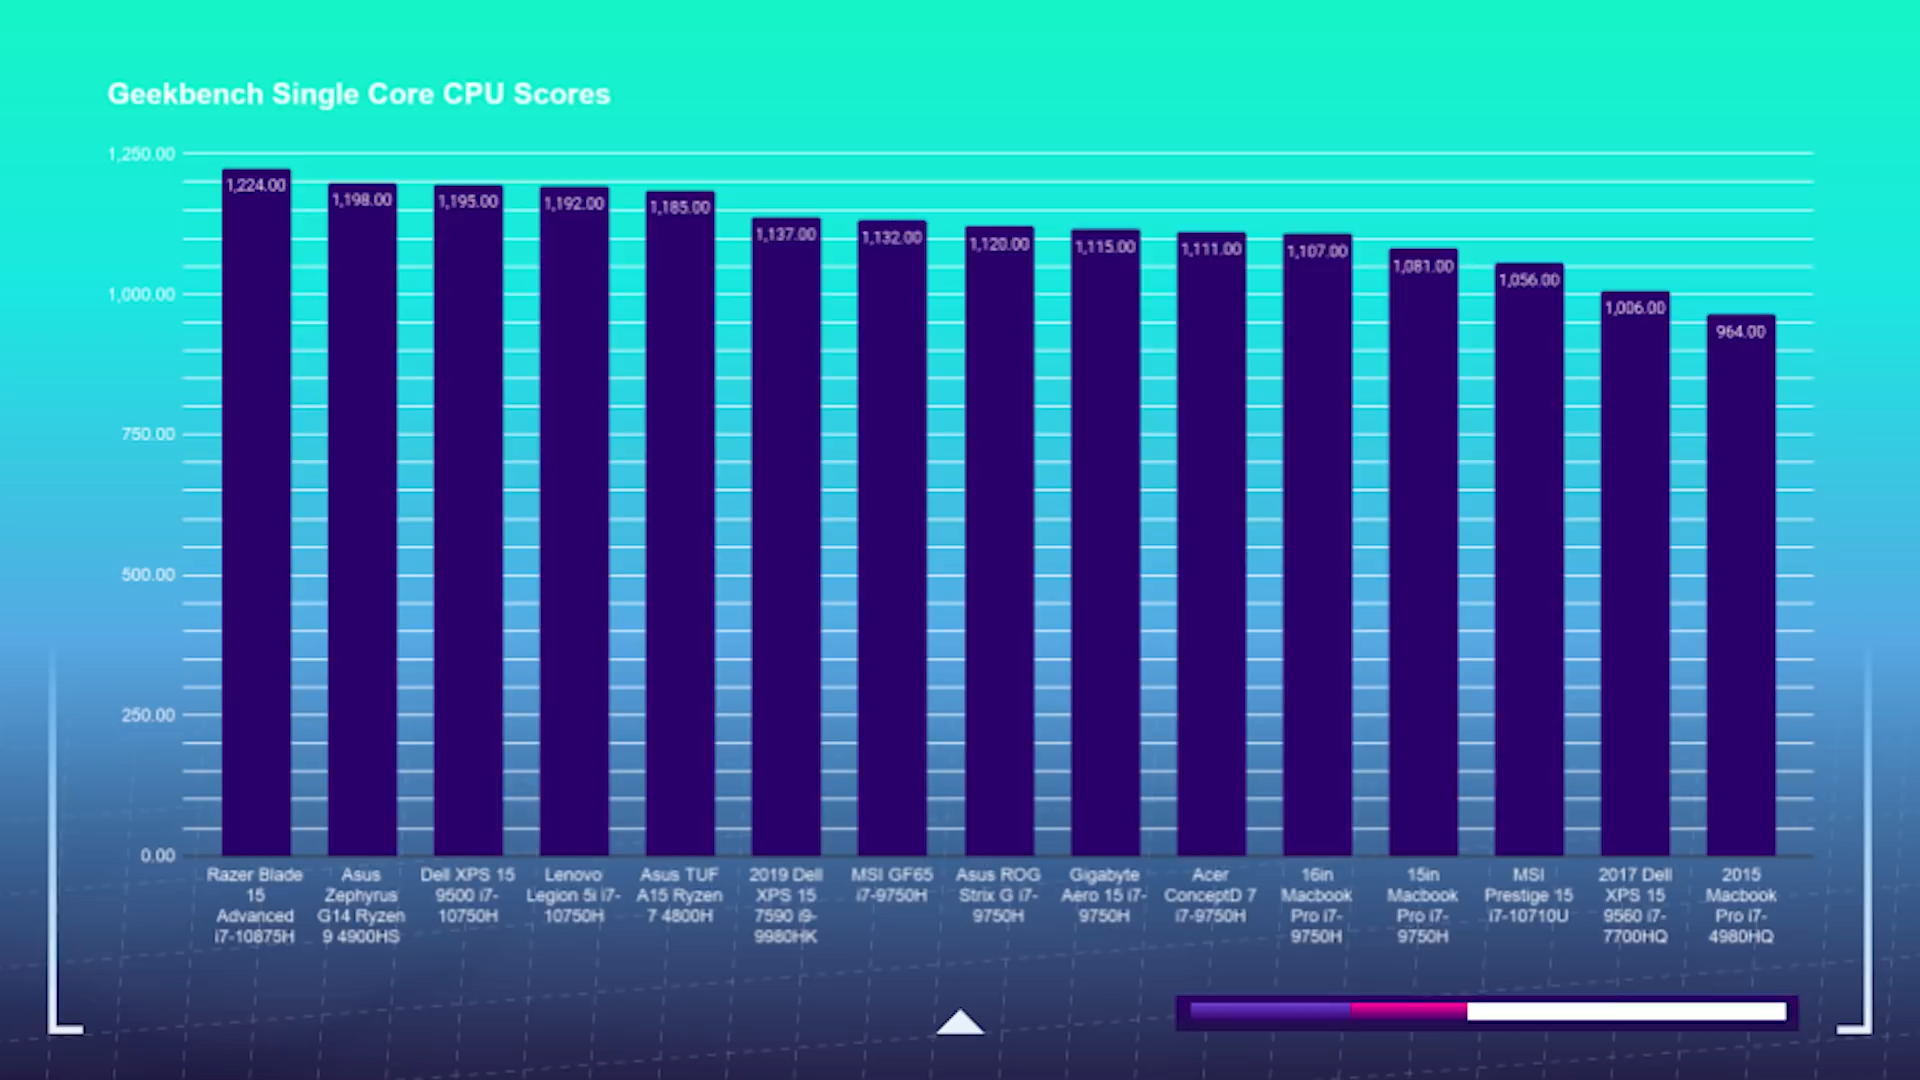 Geekbench Single Core CPU Scores
1,250.00
1,000.00
750.00
500.00
250.00
0.00
1,224.00
1,198.00
1,195.00
1,192.00
1,185.00
1,137.00
1,132.00
1,120.00
1,115.00
1,111.00
1,107.00
1,081.00
1,056.00
1,006.00
964.00
Razer Blade
15
Advanced
i7-10875H
Asus
Zephyrus
G14 Ryzen
9 4900HS
Dell XPS 15
9500 i7-
10750H
Lenovo
Legion 5i i7-
10750H
Asus TUF
A15 Ryzen
7 4800H
2019 Dell
XPS 15
7590 i9-
9980HK
MSI GF65
i7-9750H
Asus ROG
Strix G i7-
9750H
Gigabyte
Aero 15 i7-
9750H
Acer
ConceptD 7
i7-9750H
16in
Macbook
Pro i7-
9750H
15in
Macbook
Pro i7-
9750H
MSI
Prestige 15
i7-10710U
2017 Dell
XPS 15
9560 i7-
7700HQ
2015
Macbook
Pro i7-
4980HQ